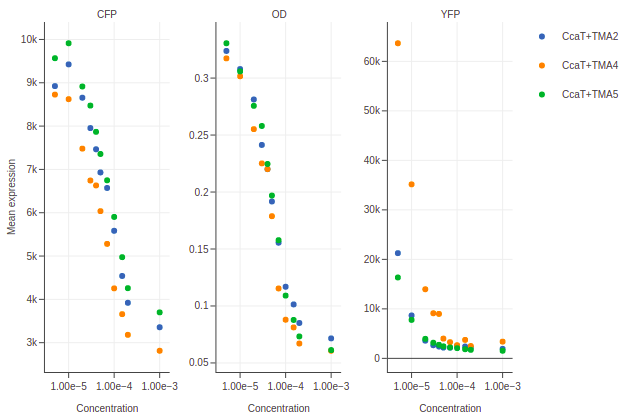 CFP
OD
YFP
CcaT+TMA2
CcaT+TMA4
CcaT+TMA5
Mean expression
10k
9k
8k
7k
6k
5k
4k
3k
0.3
0.25
0.2
0.15
0.1
0.05
60k
50k
40k
30k
20k
10k
0
1.00e−5 1.00e−4 1.00e−3
1.00e−5 1.00e−4 1.00e−3
1.00e−5 1.00e−4 1.00e−3
Concentration
Concentration
Concentration